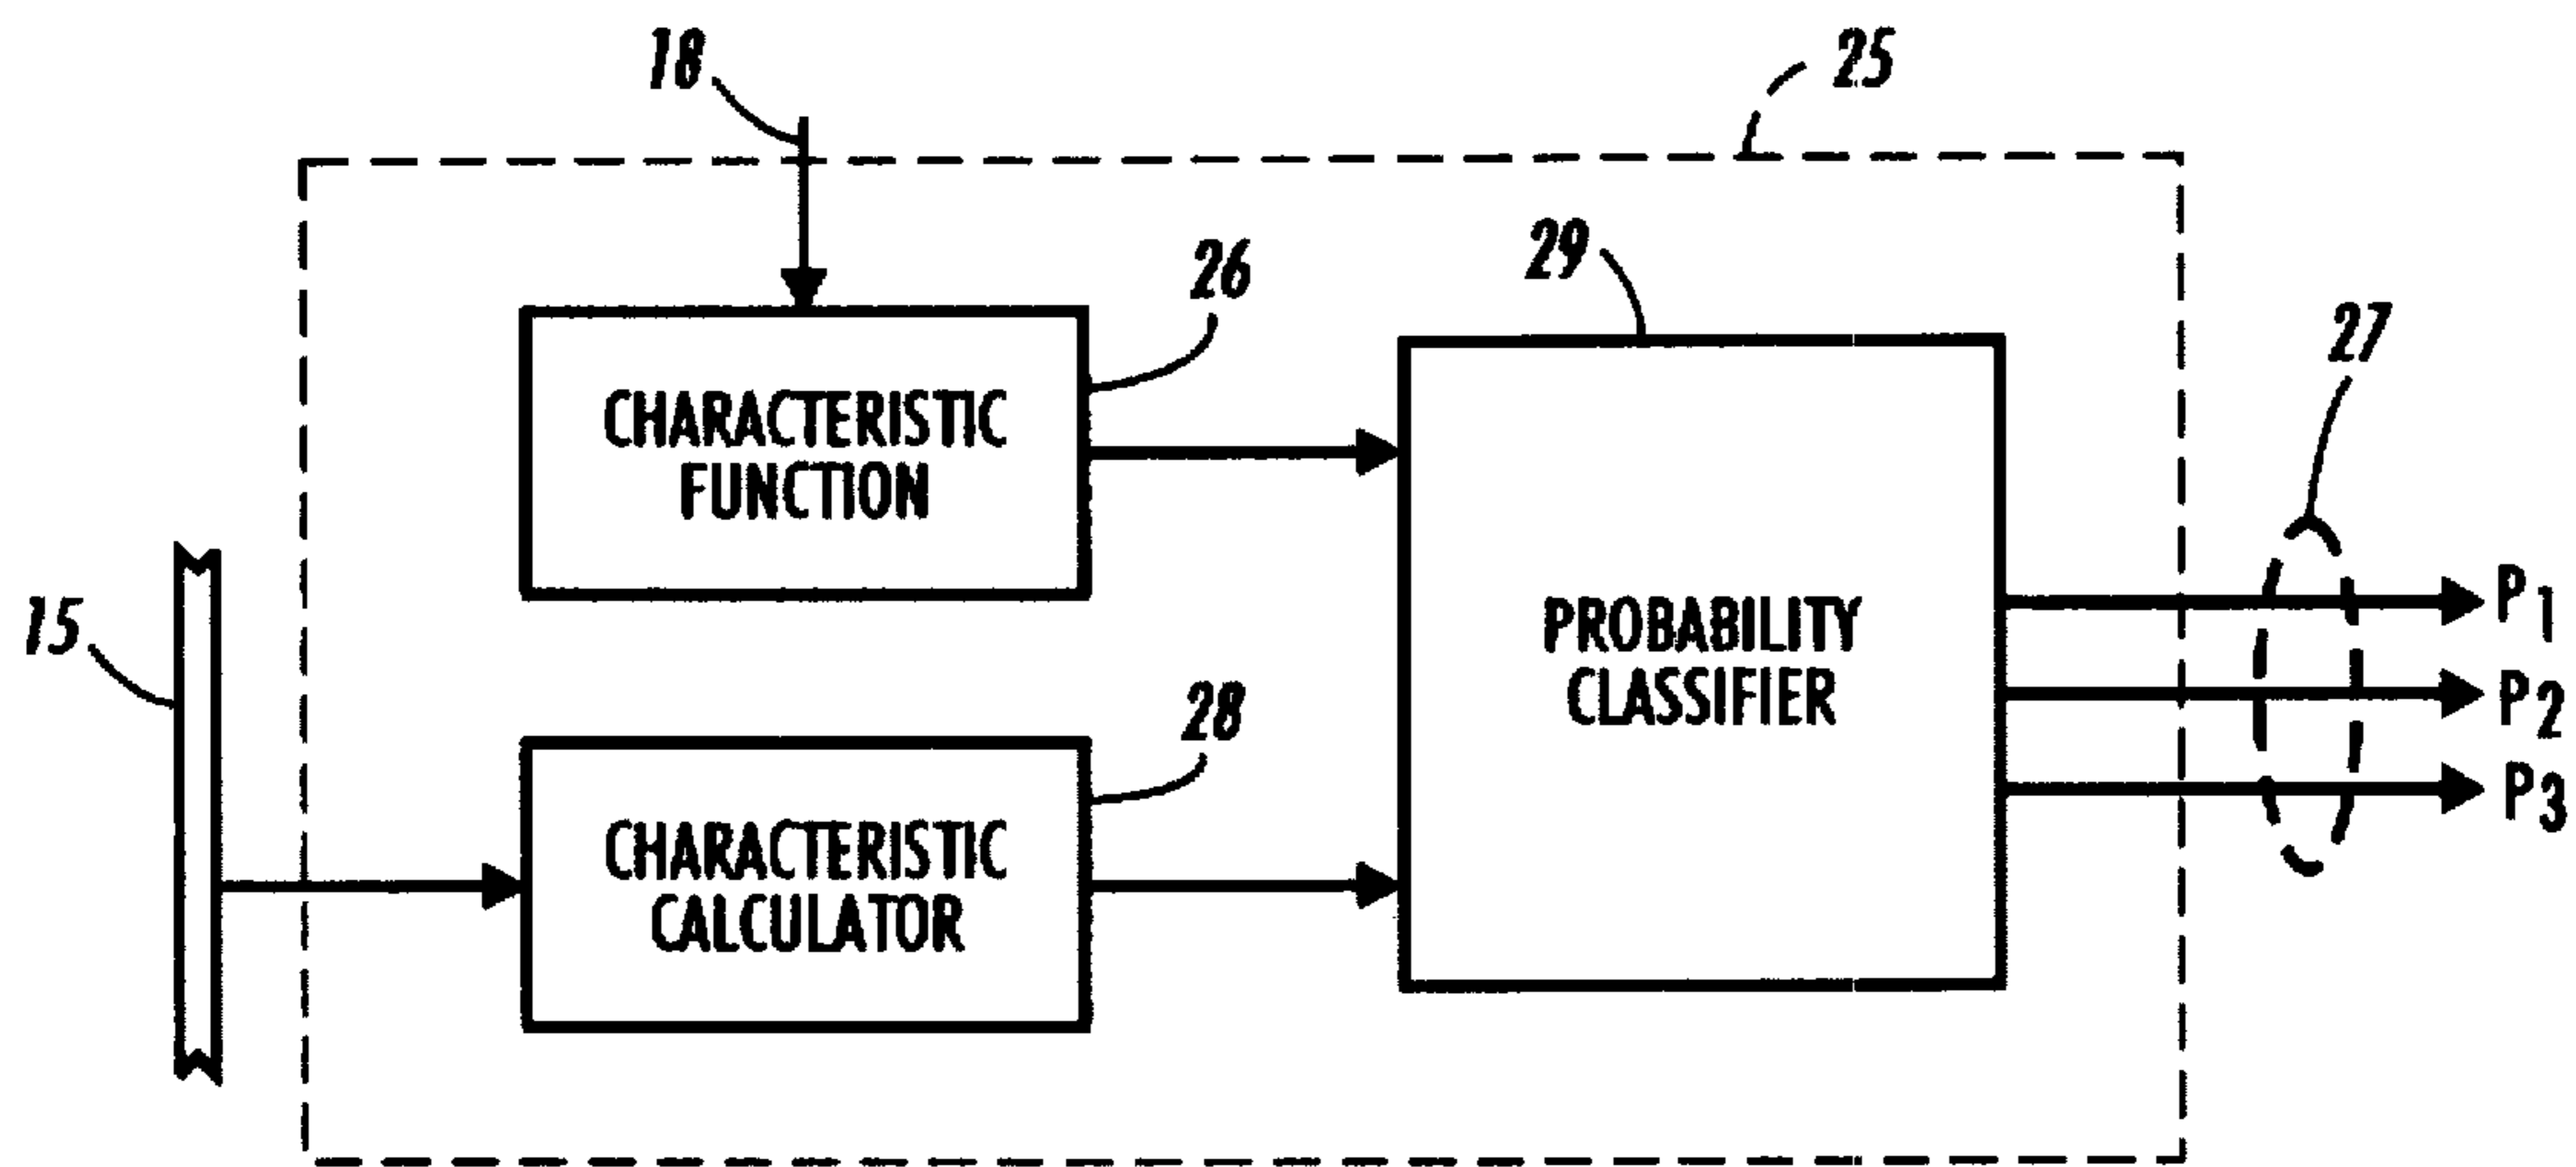 18
25
26
29
27
CHARACTERISTIC
FUNCTION
15
P1
PROBABILITY
CLASSIFIER
P2
28
P3
CHARACTERISTIC
CALCULATOR